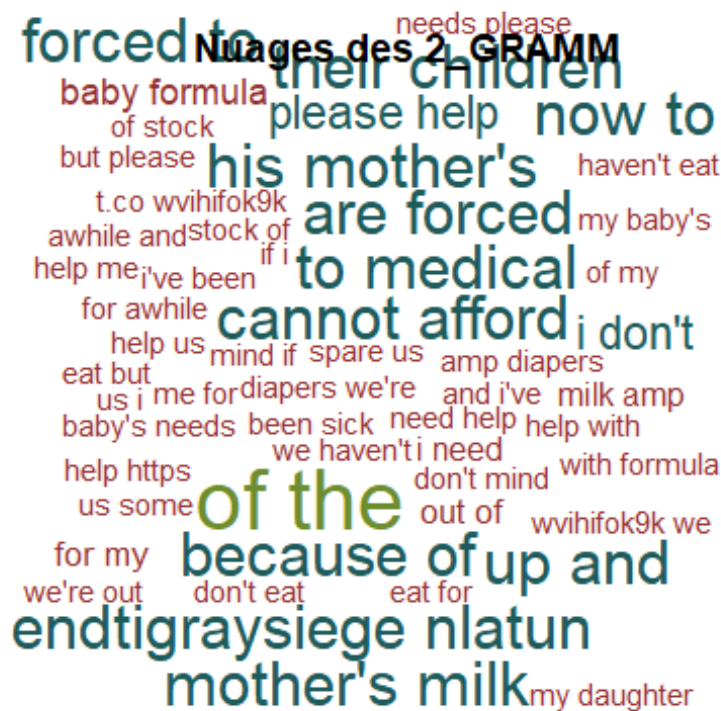 needs please
forced to
Nuages des 2_GRAMM
their children
baby formula
please help
now to
of stock
but please
his mother's
haven't eat
t.co wvihifok9k
are forced
my baby's
awhile and
stock of
if i
help me
i've been
to medical
of my
for awhile
cannot afford
i don't
help us
mind if
spare us
amp diapers
eat but
us i
me for
diapers we're
and i've
milk amp
baby's needs
been sick
need help
help with
we haven't
i need
help https
don't mind
with formula
us some
of the
out of
wvihifok9k we
for my
because of
up and
we're out
don't eat
eat for
endtigraysiege nlatun
mother's milk
my daughter